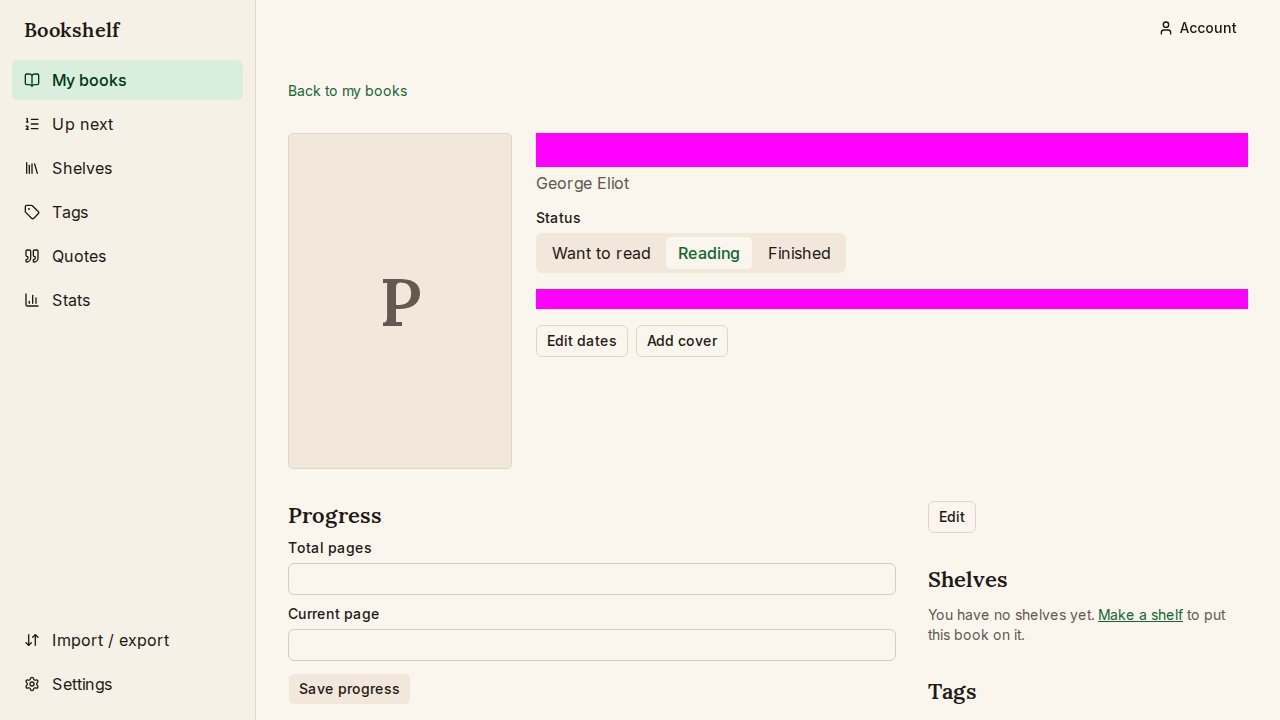 Bookshelf
Account
My books
Up next
Shelves
Tags
Quotes
Stats
Import / export
Settings
Back to my books
P
George Eliot
Status
Want to read
Reading
Finished
Edit dates
Add cover
Progress
Total pages
Current page
Save progress
Edit
Shelves
You have no shelves yet. Make a shelf to put
this book on it.
Tags